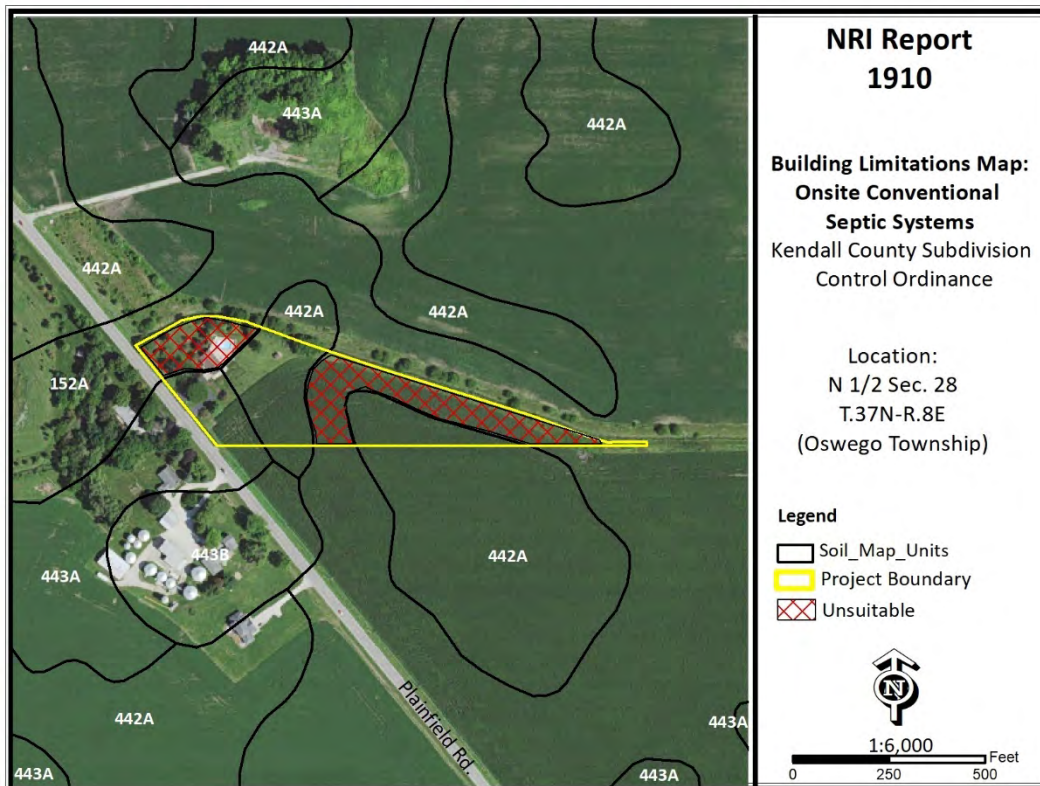 442A
443A
442A
442A
442A
442A
152A
443B
443A
442A
442A
443A
443A
443A
Plainfield Rd.
NRI Report
1910
Building Limitations Map:
Onsite Conventional
Septic Systems
Kendall County Subdivision
Control Ordinance
Location:
N 1/2 Sec. 28
T.37N-R.8E
(Oswego Township)
Legend
Soil_Map_Units
Project Boundary
Unsuitable
N
1:6,000
Feet
0 250 500